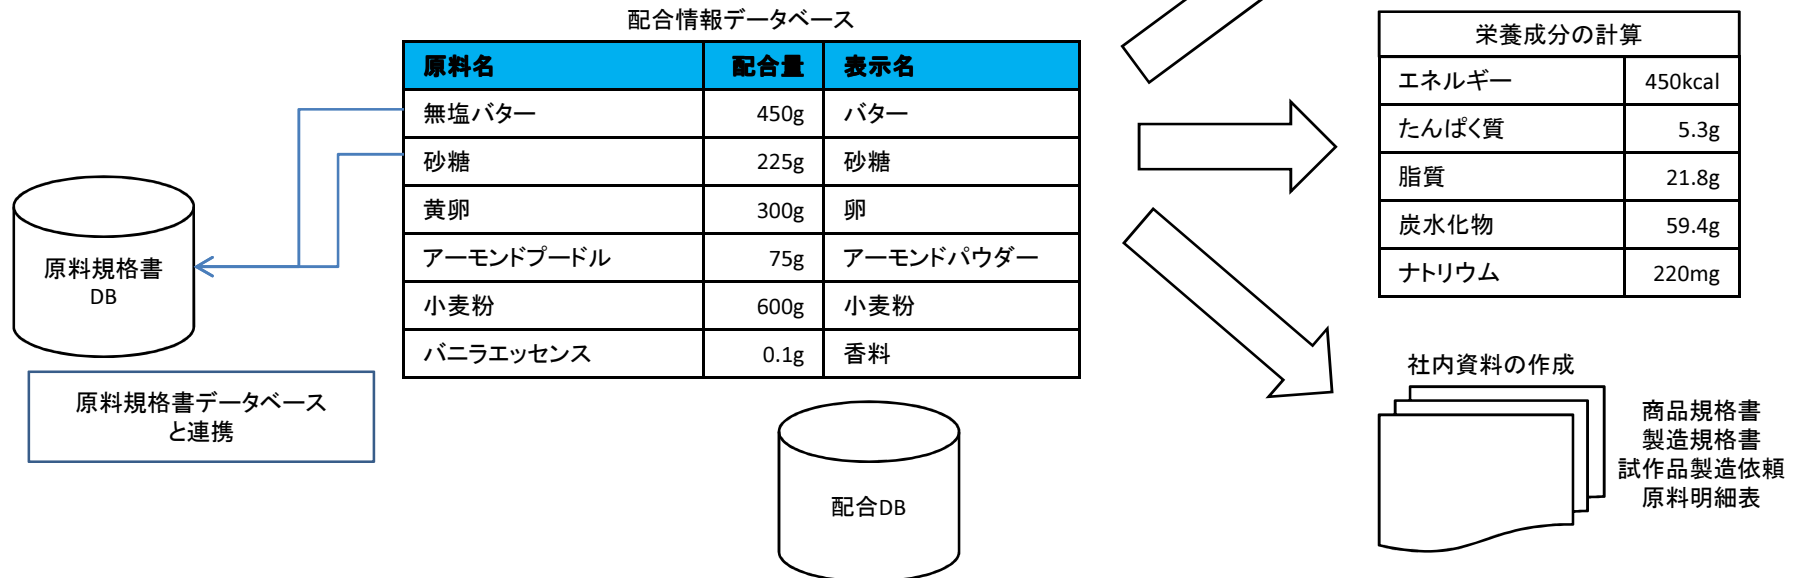 配合情報データベース
原料名 配合量 表示名
無塩バター 450g バター
砂糖 225g 砂糖
黄卵 300g 卵
アーモンドプードル 75g アーモンドパウダー
小麦粉 600g 小麦粉
バニラエッセンス 0.1g 香料
原料規格書
DB
原料規格書データベース
と連携
配合DB
栄養成分の計算
エネルギー 450kcal
たんぱく質 5.3g
脂質 21.8g
炭水化物 59.4g
ナトリウム 220mg
社内資料の作成
商品規格書
製造規格書
試作品製造依頼
原料明細表